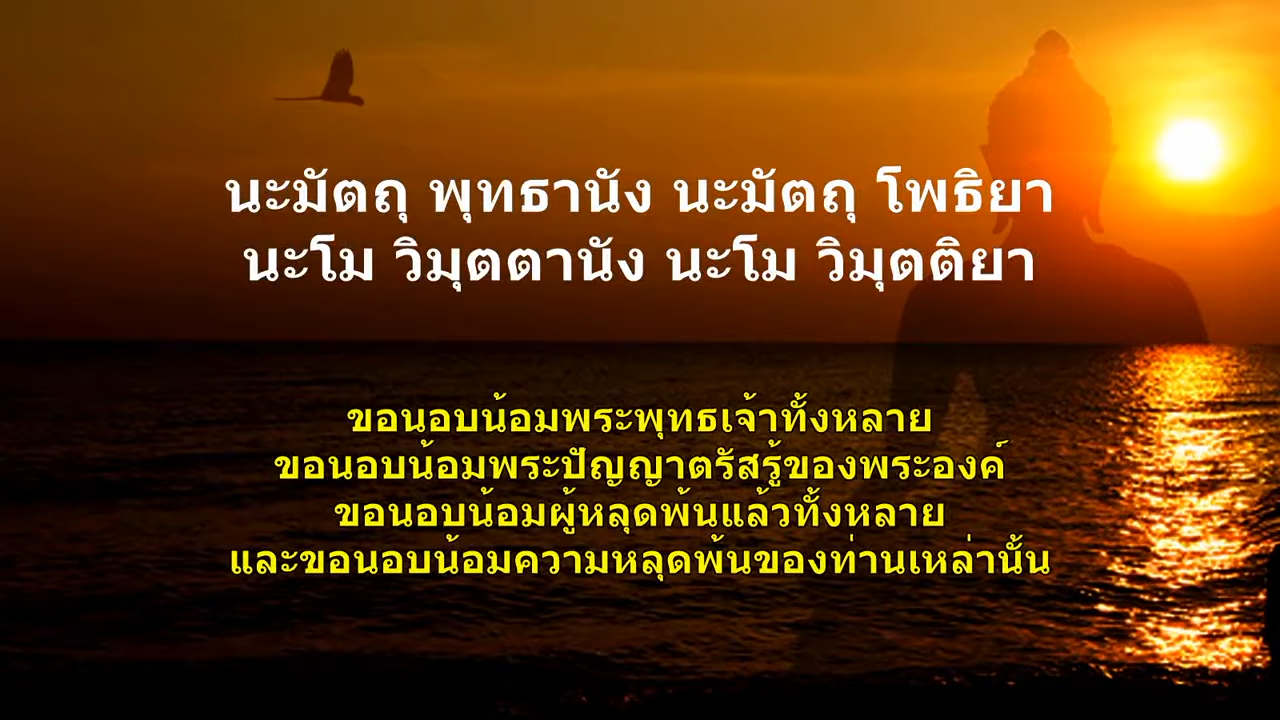 นะมัตถุ พุทธานัง นะมัตถุ โพธิยา
นะโม วิมุตตานัง นะโม วิมุตติยา
ขอนอบน้อมพระพุทธเจ้าทั้งหลาย
ขอนอบน้อมพระปัญญาตรัสรู้ของพระองค์
ขอนอบน้อมผู้หลุดพ้นแล้วทั้งหลาย
และขอนอบน้อมความหลุดพ้นของท่านเหล่านั้น